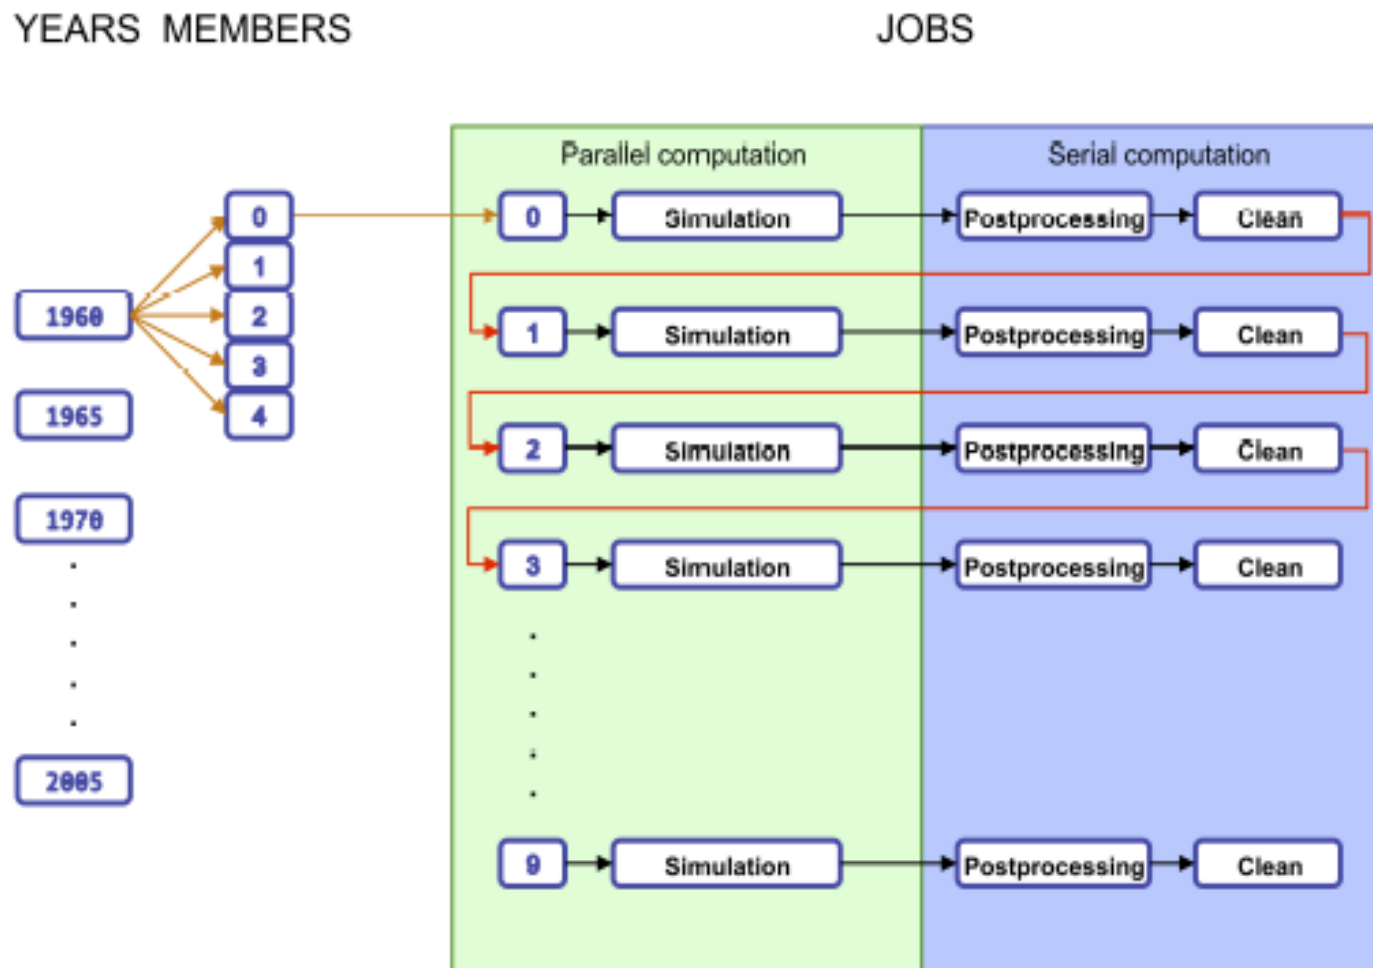 YEARS MEMBERS JOBS
Parallel computation Serial computation
0 0 Simulation Postprocessing Clean
1
1960 2 1 Simulation Postprocessing Clean
3
1965 4 2 Simulation Postprocessing Clean
1970
3 Simulation Postprocessing Clean
2005
9 Simulation Postprocessing Clean